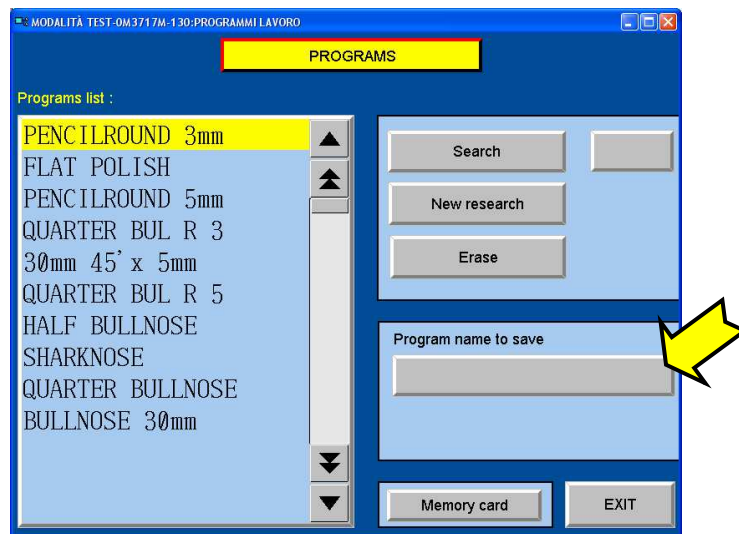 MODALITÀ TEST-0M3717M-130:PROGRAMMI LAVORO
PROGRAMS
Programs list :
PENCILROUND 3mm
FLAT POLISH
PENCILROUND 5mm
QUARTER BUL R 3
30mm 45'x 5mm
QUARTER BUL R 5
HALF BULLNOSE
SHARKNOSE
QUARTER BULLNOSE
BULLNOSE 30mm
Search
New research
Erase
Program name to save
Memory card
EXIT